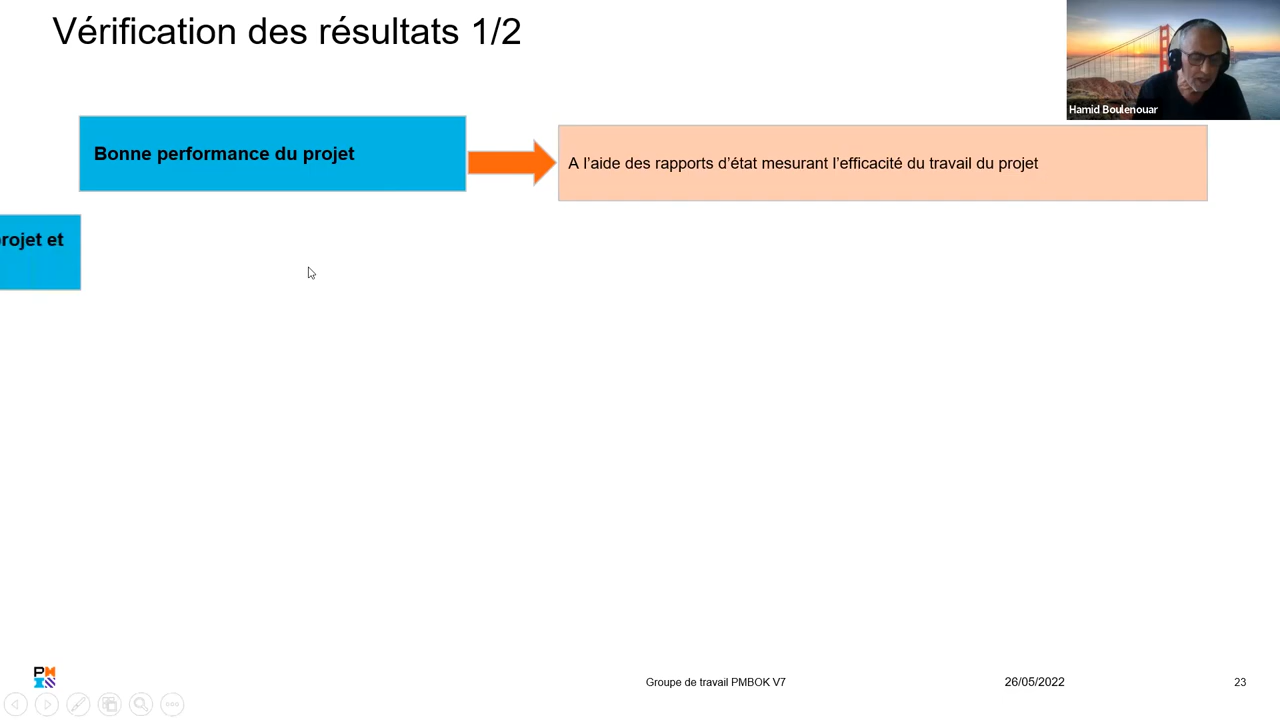 Vérification des résultats 1/2
Hamid Boulenouar
Bonne performance du projet
A l’aide des rapports d’état mesurant l’efficacité du travail du projet
rojet et
PM
Groupe de travail PMBOK V7
26/05/2022
23